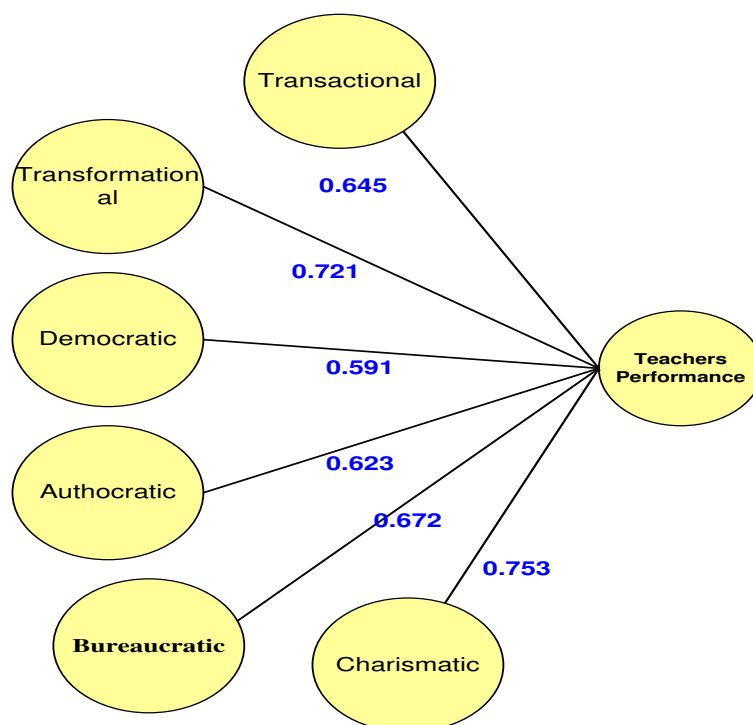 Transactional
Transformation
al
0.645
0.721
Democratic
0.591
Teachers
Performance
Authocratic
0.623
0.672
0.753
Bureaucratic
Charismatic